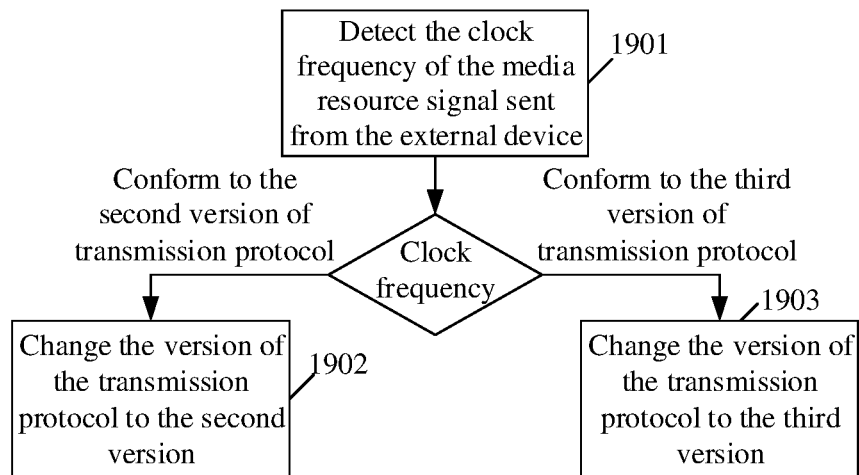 Detect the clock
frequency of the media
resource signal sent
from the external device
1901
Conform to the
second version of
transmission protocol
Conform to the third
version of
transmission protocol
Clock
frequency
Change the version of
the transmission
protocol to the second
version
1902
1903
Change the version of
the transmission
protocol to the third
version